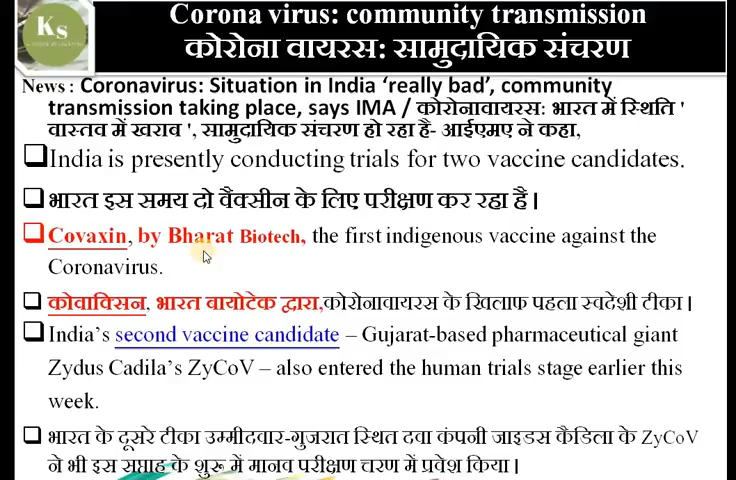 Ks
Corona virus: community transmission
कोरोना वायरस: सामुदायिक संचरण
News : Coronavirus: Situation in India ‘really bad’, community
transmission taking place, says IMA / कोरोनावायरस: भारत में स्थिति '
वास्तव में खराब ', सामुदायिक संचरण हो रहा है- आईएमए ने कहा,
India is presently conducting trials for two vaccine candidates.
भारत इस समय दो वैक्सीन के लिए परीक्षण कर रहा है।
Covaxin, by Bharat Biotech, the first indigenous vaccine against the
Coronavirus.
कोवाक्सिन, भारत बायोटेक द्वारा,कोरोनावायरस के खिलाफ पहला स्वदेशी टीका।
India’s second vaccine candidate – Gujarat-based pharmaceutical giant
Zydus Cadila’s ZyCoV – also entered the human trials stage earlier this
week.
भारत के दूसरे टीका उम्मीदवार-गुजरात स्थित दवा कंपनी जाइडस कैडिला के ZyCoV
ने भी इस सप्ताह के शुरू में मानव परीक्षण चरण में प्रवेश किया।